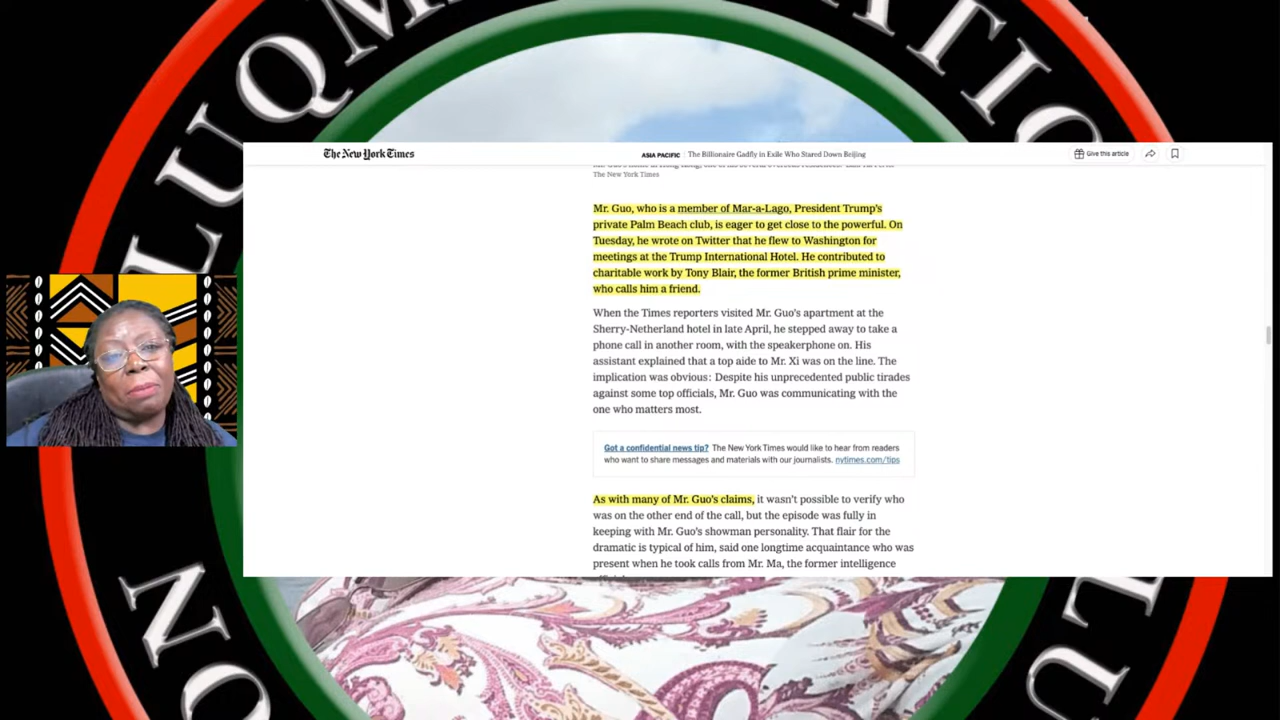 LUQM
ATIO
The New York Times
ASIA PACIFIC | The Billionaire Gadfly in Exile Who Stared Down Beijing
Give this article
The New York Times
Mr. Guo, who is a member of Mar-a-Lago, President Trump's
private Palm Beach club, is eager to get close to the powerful. On
Tuesday, he wrote on Twitter that he flew to Washington for
meetings at the Trump International Hotel. He contributed to
charitable work by Tony Blair, the former British prime minister,
who calls him a friend.
When the Times reporters visited Mr. Guo's apartment at the
Sherry-Netherland hotel in late April, he stepped away to take a
phone call in another room, with the speakerphone on. His
assistant explained that a top aide to Mr. Xi was on the line. The
implication was obvious: Despite his unprecedented public tirades
against some top officials, Mr. Guo was communicating with the
one who matters most.
Got a confidential news tip? The New York Times would like to hear from readers
who want to share messages and materials with our journalists. nytimes.com/tips
As with many of Mr. Guo's claims, it wasn't possible to verify who
was on the other end of the call, but the episode was fully in
keeping with Mr. Guo's showman personality. That flair for the
dramatic is typical of him, said one longtime acquaintance who was
present when he took calls from Mr. Ma, the former intelligence